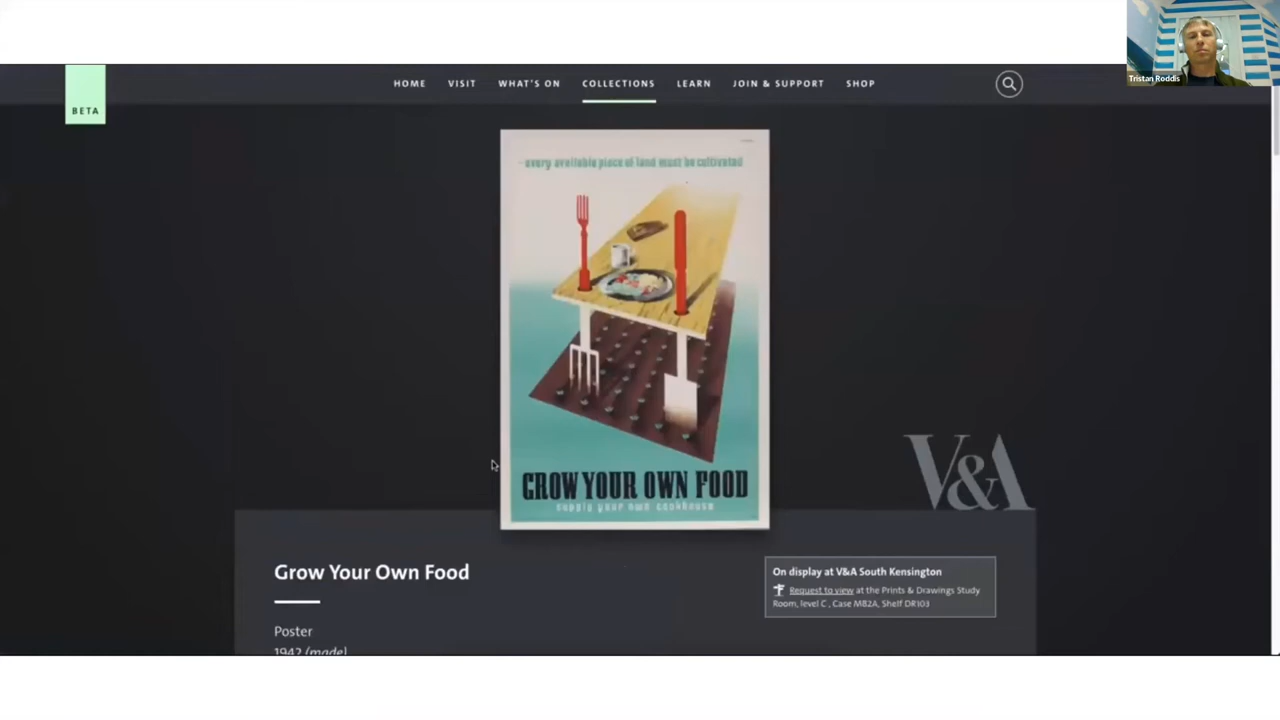 Tristan Roddis
BETA
HOME VISIT WHAT'S ON COLLECTIONS LEARN JOIN & SUPPORT SHOP
every available piece of land must be cultivated
GROW YOUR OWN FOOD
supply your own cookhouse
V&A
Grow Your Own Food
Poster
1942 (made)
On display at V&A South Kensington
Request to view at the Prints & Drawings Study
Room, level C , Case MB2A, Shelf DR103